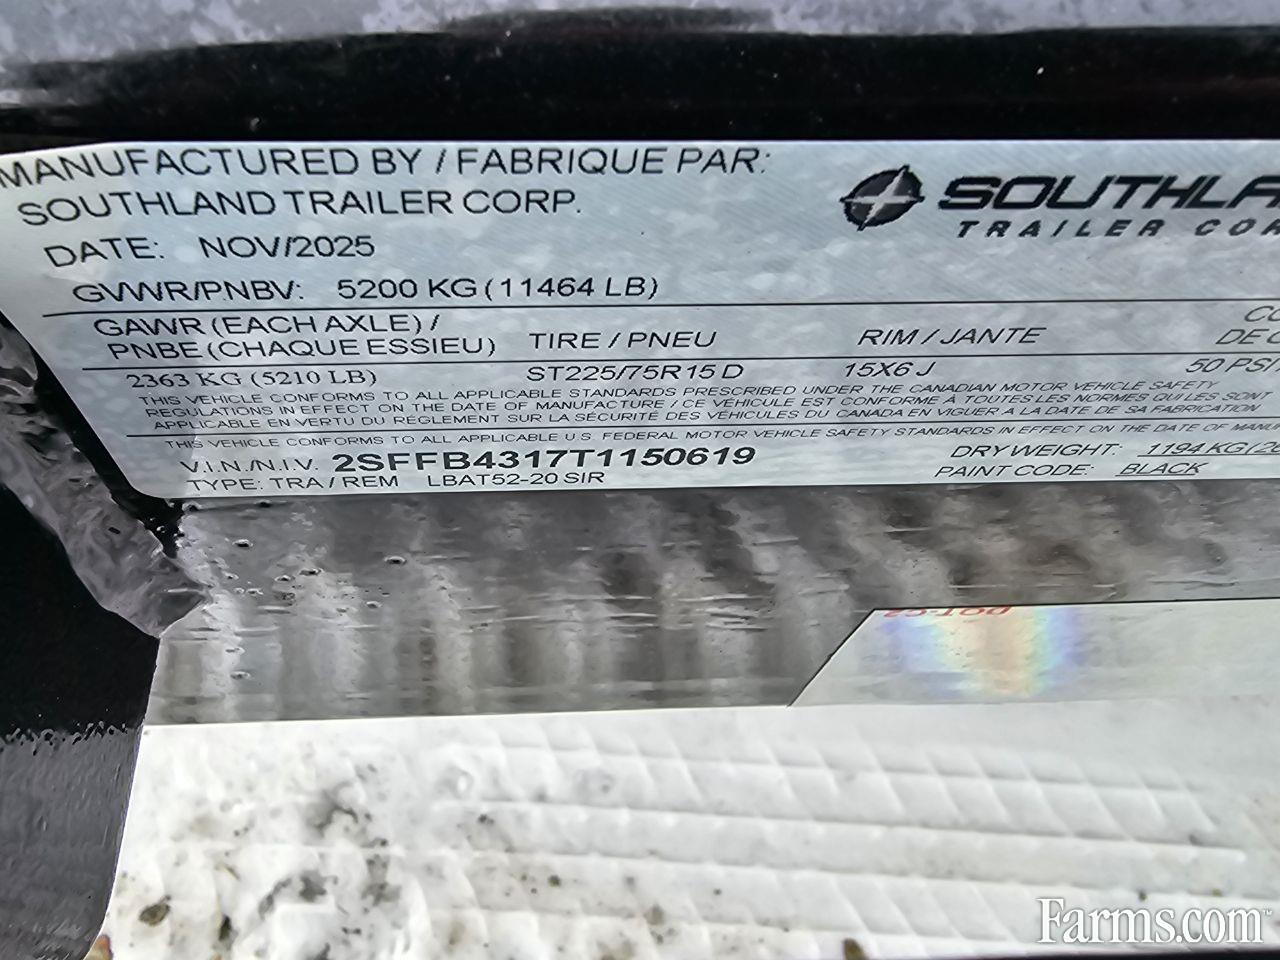 MANUFACTURED BY / FABRIQUE PAR:
SOUTHLAND TRAILER CORP.
SOUTHLA
TRAILER COR
DATE: NOV/2025
GVWR/PNBV: 5200 KG (11464 LB)
GAWR (EACH AXLE) /
PNBE (CHAQUE ESSIEU) TIRE / PNEU RIM / JANTE
2363 KG (5210 LB) ST225/75R15 D 15X6 J 50 PSI
THIS VEHICLE CONFORMS TO ALL APPLICABLE STANDARDS PRESCRIBED UNDER THE CANADIAN MOTOR VEHICLE SAFETY
REGULATIONS IN EFFECT ON THE DATE OF MANUFACTURE / CE VÉHICULE EST CONFORME À TOUTES LES NORMES QUI LES SONT
APPLICABLE EN VERTU DU RÉGLEMENT SUR LA SÉCURITÉ DES VÉHICULES DU CANADA EN VIGUER A LA DATE DE SA FABRICATION
THIS VEHICLE CONFORMS TO ALL APPLICABLE U.S. FEDERAL MOTOR VEHICLE SAFETY STANDARDS IN EFFECT ON THE DATE OF MANU
V.I.N./N.I.V. 2SFFB4317T1150619 DRY WEIGHT: 1194 KG (26
TYPE: TRA / REM LBAT52-20 SIR PAINT CODE: BLACK
Farms.com